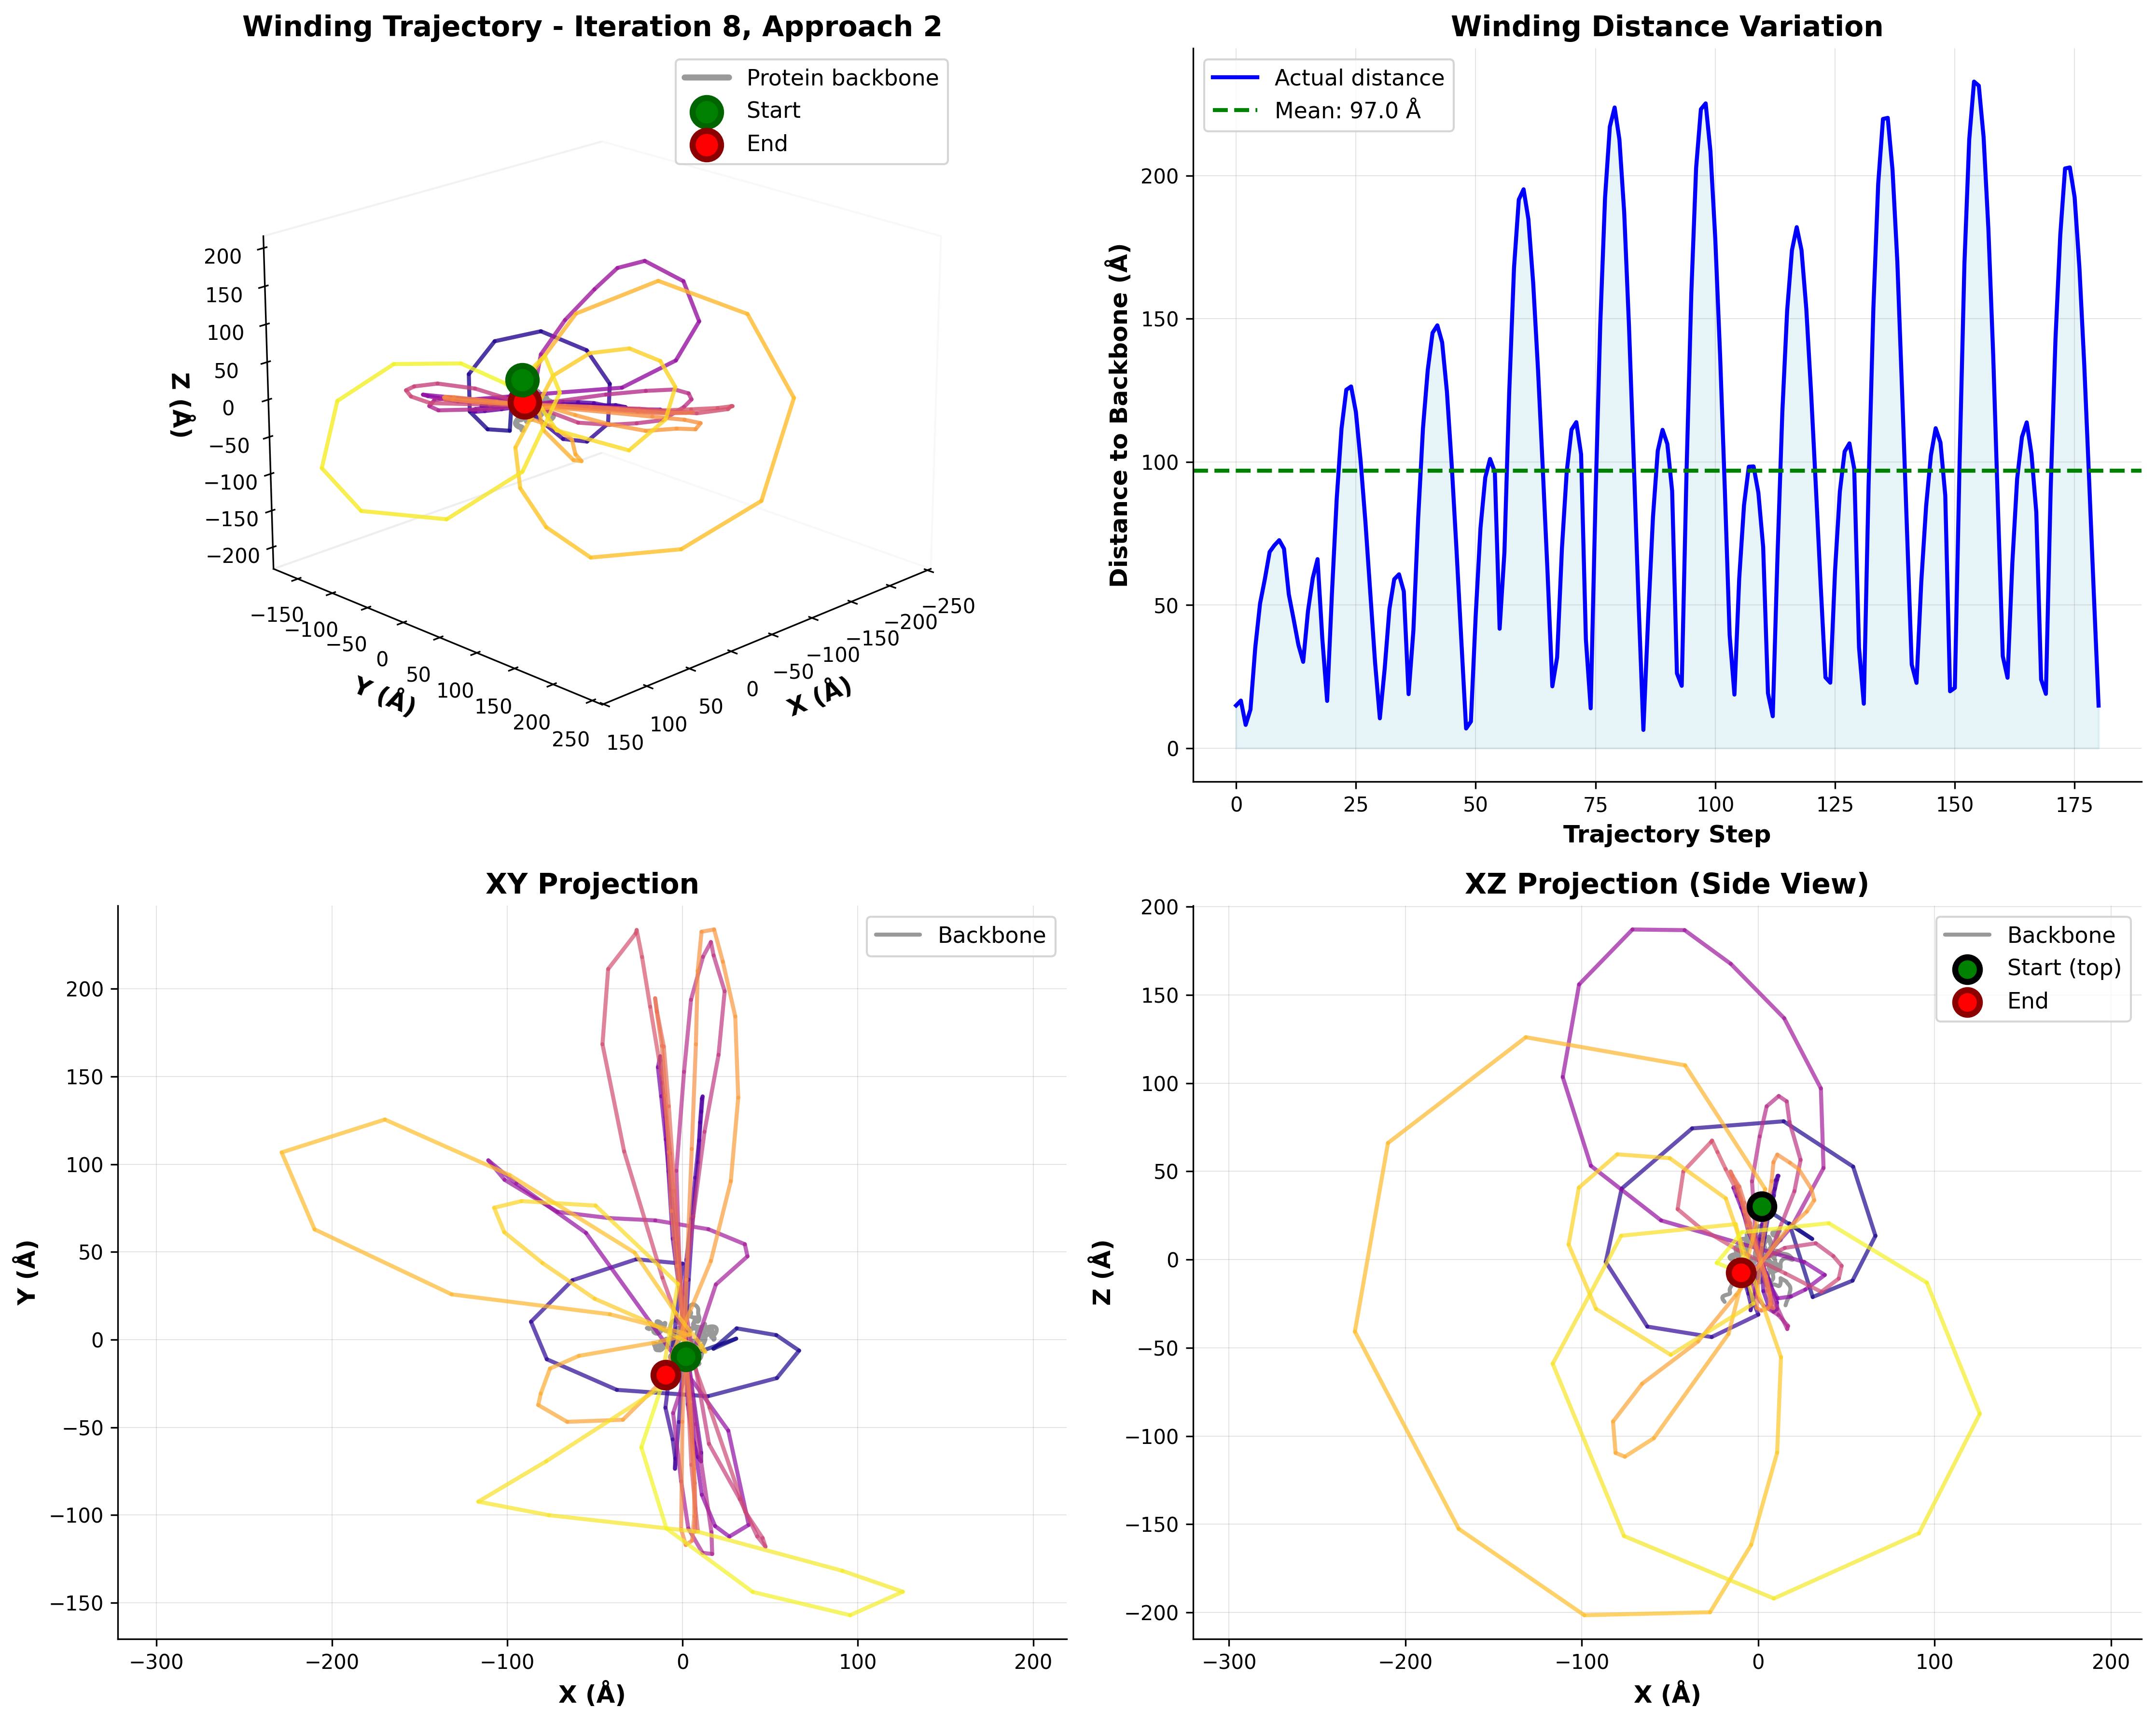 Winding Trajectory - Iteration 8, Approach 2
Protein backbone
Start
End
200
150
100
50
0
−50
−100
−150
−200
Z (Å)
−150
−100
−50
0
50
100
150
200
250
Y (Å)
150
100
50
0
−50
−100
−150
−200
−250
X (Å)
Winding Distance Variation
Actual distance
Mean: 97.0 Å
Distance to Backbone (Å)
200
150
100
50
0
0 25 50 75 100 125 150 175
Trajectory Step
XY Projection
Backbone
Y (Å)
200
150
100
50
0
−50
−100
−150
−300 −200 −100 0 100 200
X (Å)
XZ Projection (Side View)
Backbone
Start (top)
End
Z (Å)
200
150
100
50
0
−50
−100
−150
−200
−300 −200 −100 0 100 200
X (Å)